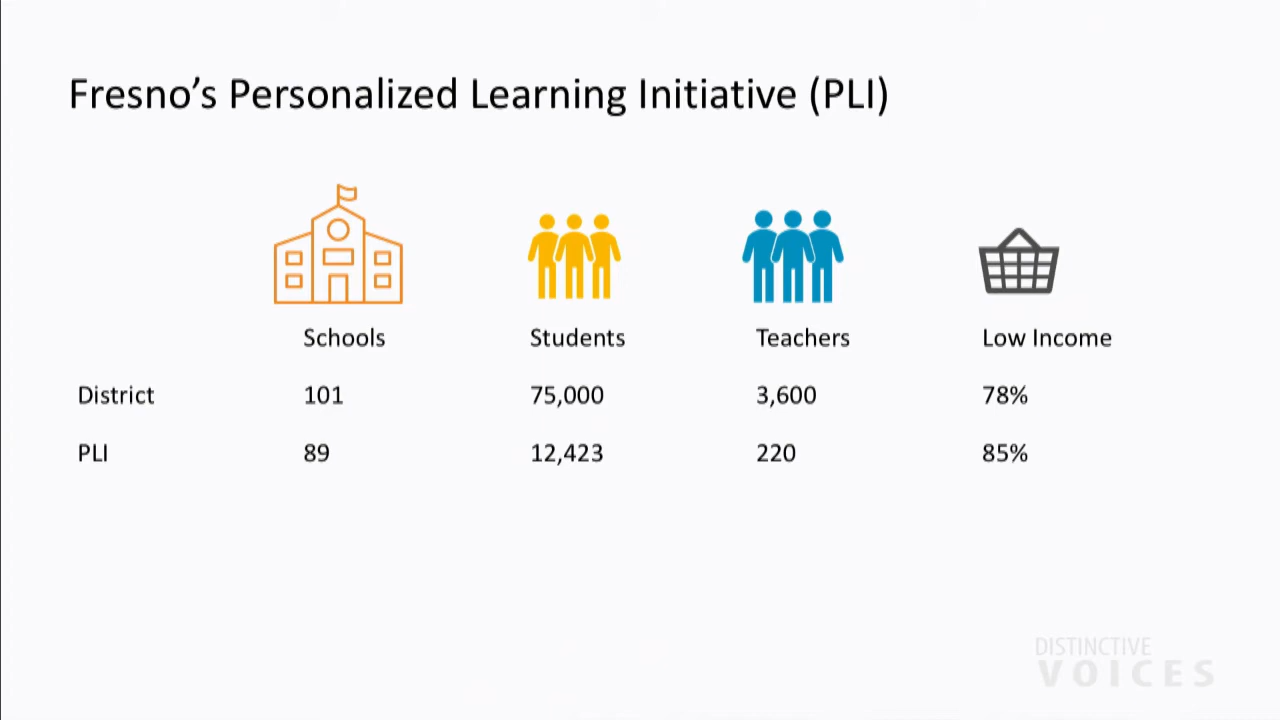 Fresno’s Personalized Learning Initiative (PLI)
Schools Students Teachers Low Income
District 101 75,000 3,600 78%
PLI 89 12,423 220 85%
DISTINCTIVE
VOICES